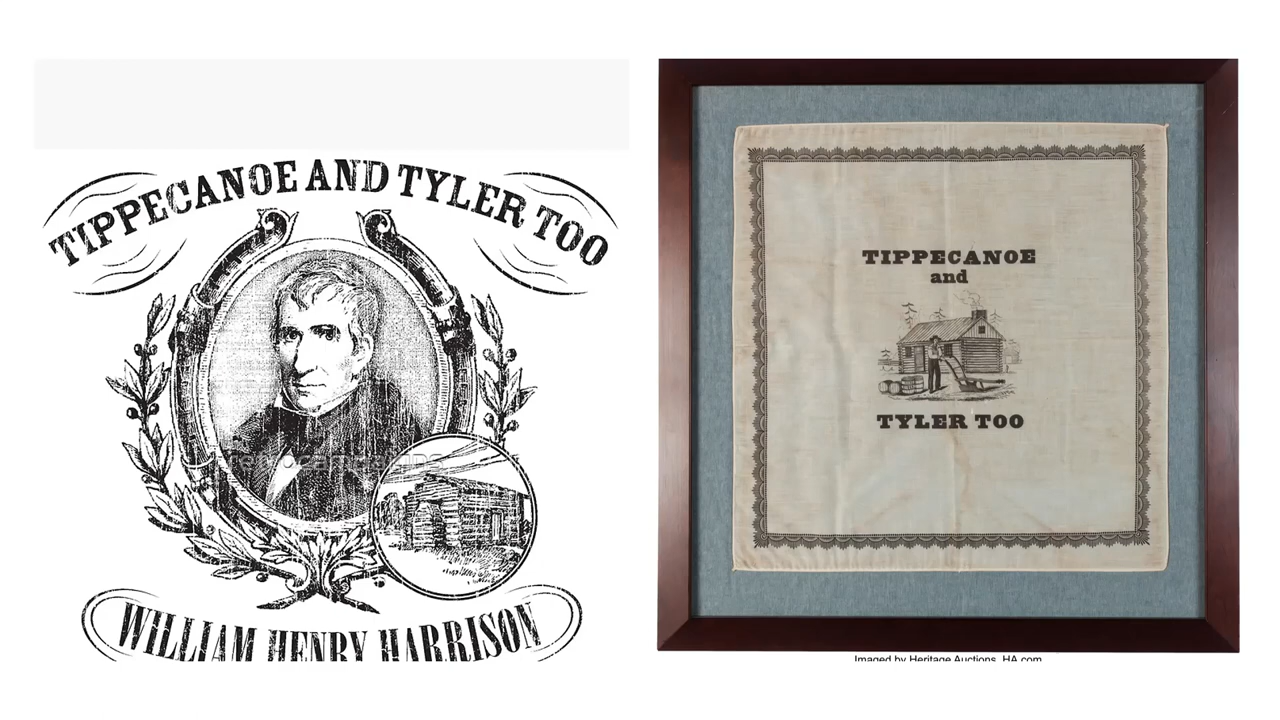 TIPPECANOE AND TYLER TOO
WILLIAM HENRY HARRISON
TIPPECANOE
and
TYLER TOO
Imaged by Heritage Auctions, HA.com